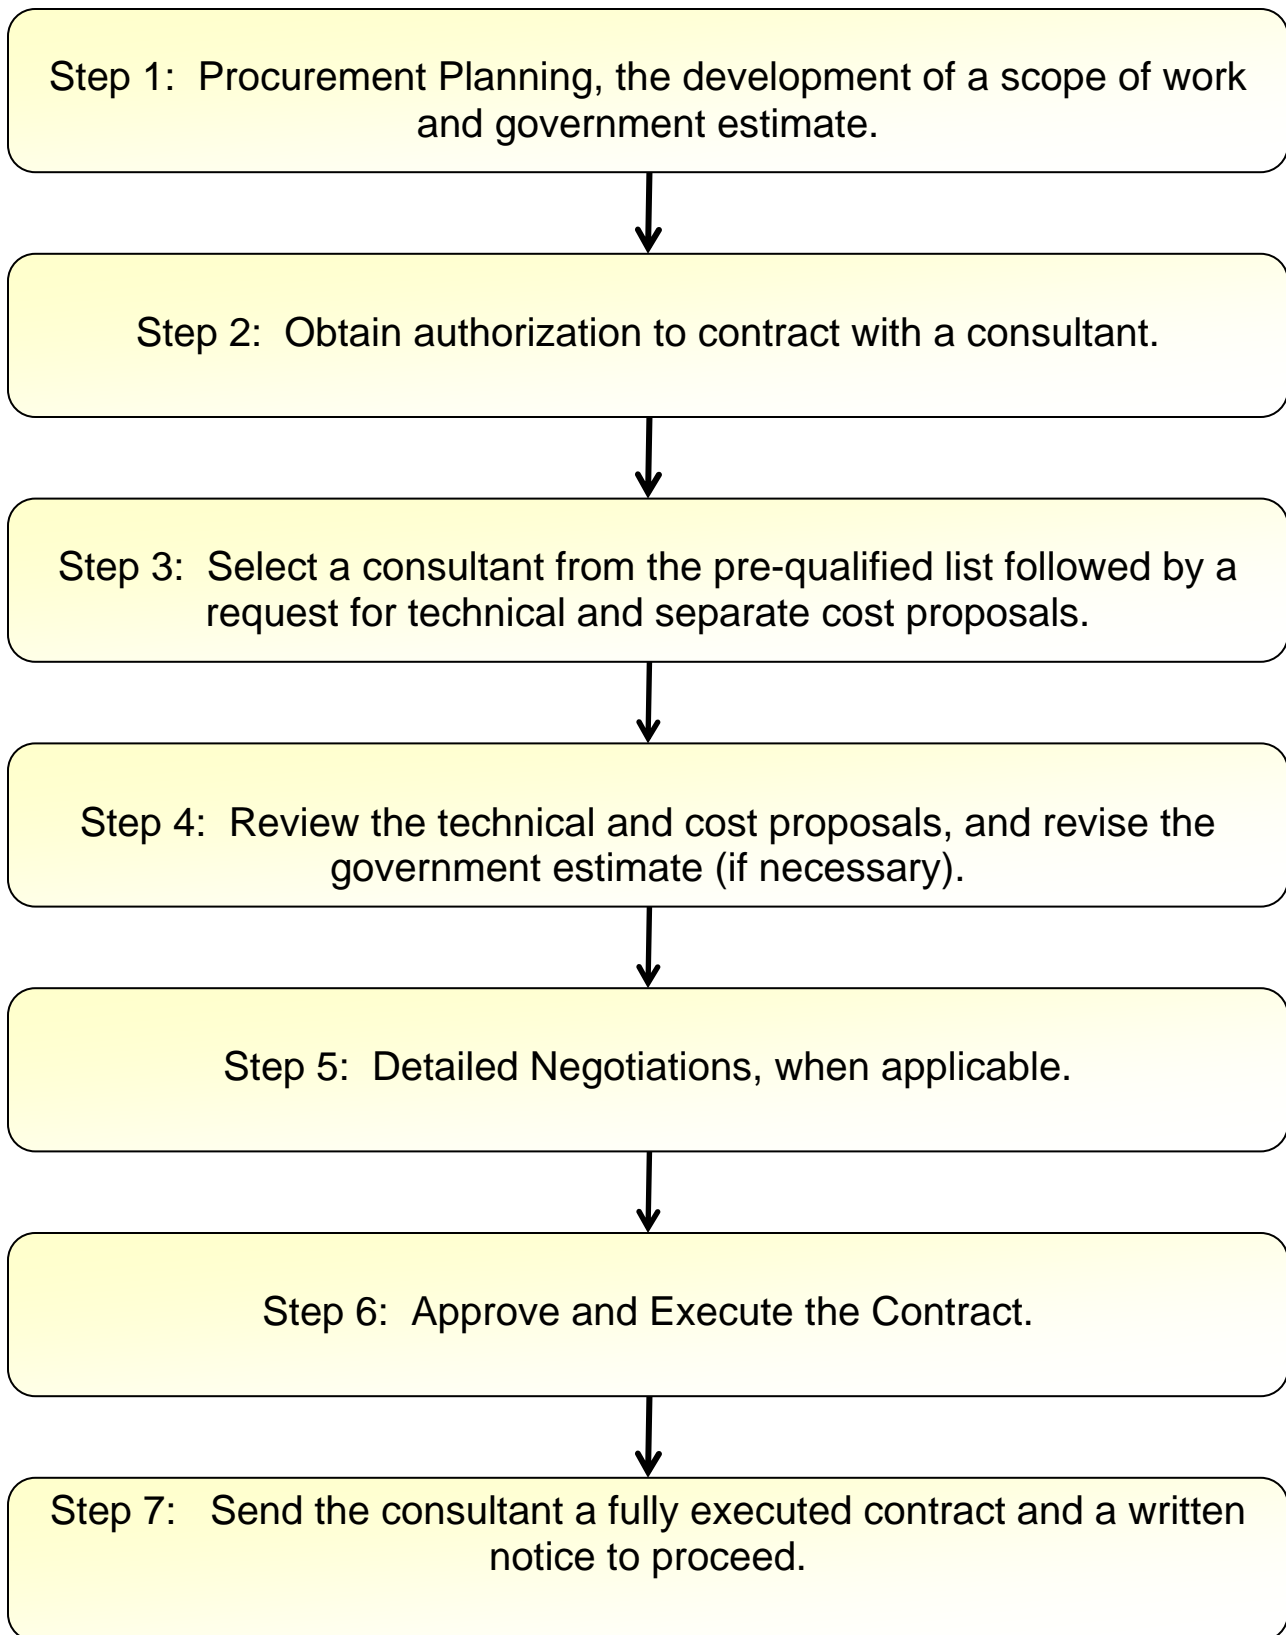 Step 1:  Procurement Planning, the development of a scope of work
and government estimate.
Step 2:  Obtain authorization to contract with a consultant.
Step 3:  Select a consultant from the pre-qualified list followed by a
request for technical and separate cost proposals.
Step 4:  Review the technical and cost proposals, and revise the
government estimate (if necessary).
Step 5:  Detailed Negotiations, when applicable.
Step 6:  Approve and Execute the Contract.
Step 7:   Send the consultant a fully executed contract and a written
notice to proceed.